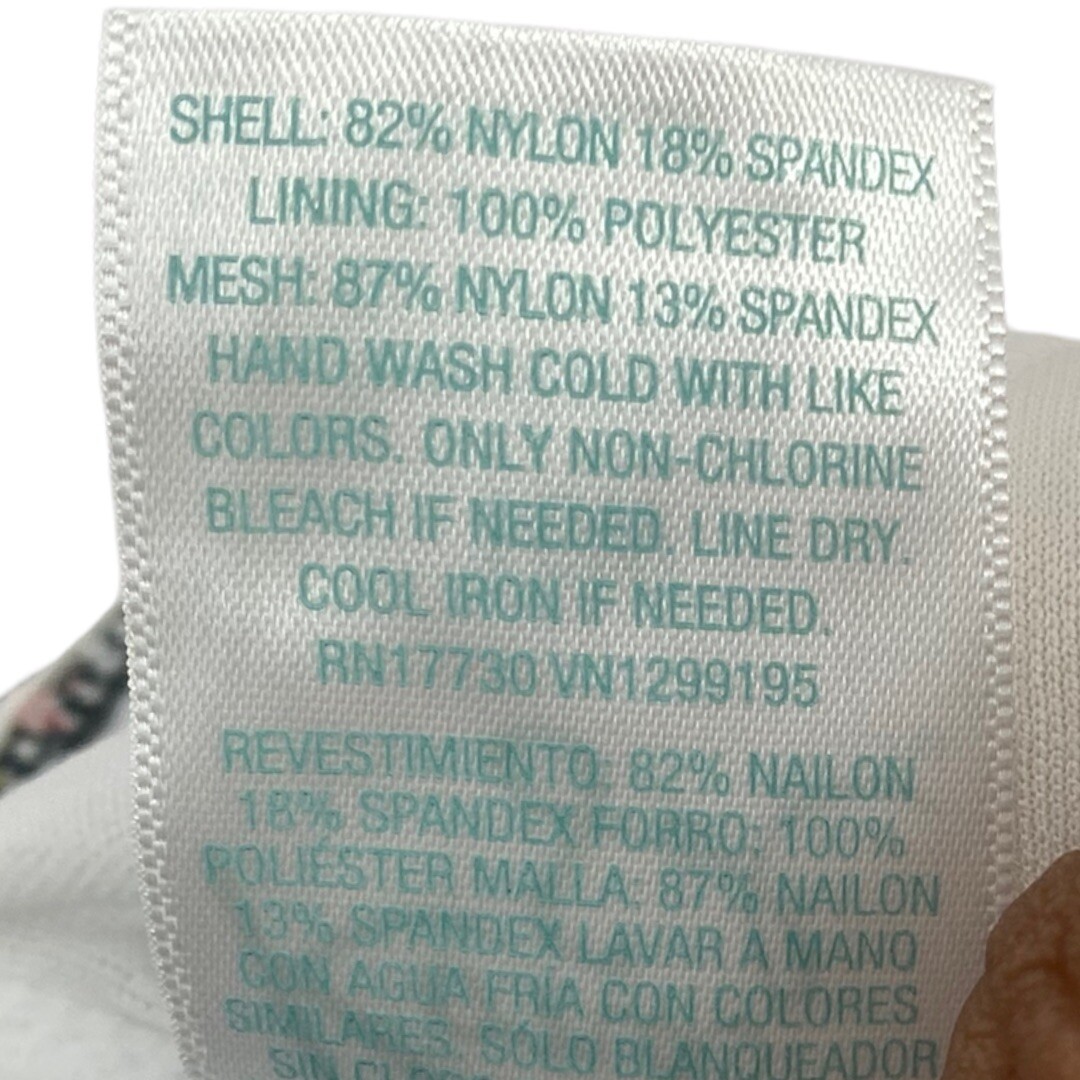 SHELL: 82% NYLON 18% SPANDEX
LINING: 100% POLYESTER
MESH: 87% NYLON 13% SPANDEX
HAND WASH COLD WITH LIKE
COLORS. ONLY NON-CHLORINE
BLEACH IF NEEDED. LINE DRY.
COOL IRON IF NEEDED.
RN17730 VN1299195
REVESTIMIENTO: 82% NAILON
18% SPANDEX FORRO: 100%
POLIÉSTER MALLA: 87% NAILON
13% SPANDEX LAVAR A MANO
CON AGUA FRÍA CON COLORES
SIMILARES. SÓLO BLANQUEADOR
SIN